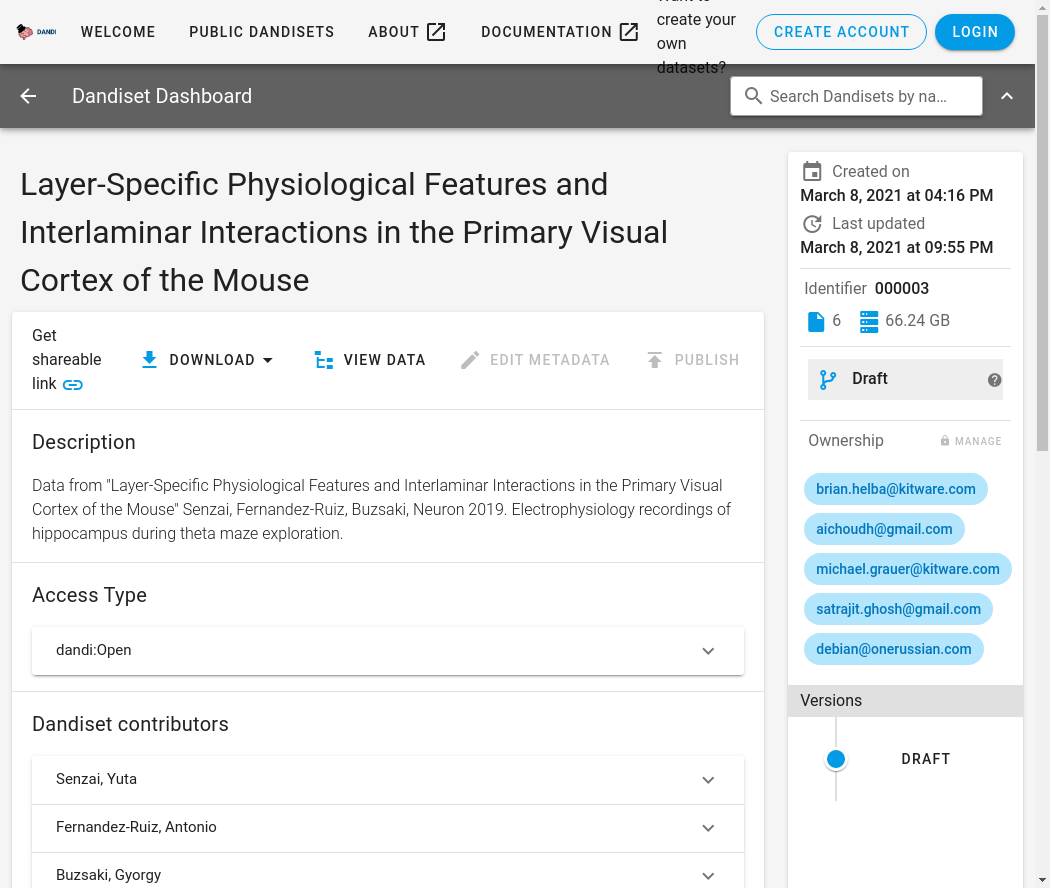 DANDI
WELCOME
PUBLIC DANDISETS
ABOUT
DOCUMENTATION
Want to
create your
own
datasets?
CREATE ACCOUNT
LOGIN
Dandiset Dashboard
Search Dandisets by na...
Layer-Specific Physiological Features and
Interlaminar Interactions in the Primary Visual
Cortex of the Mouse
Get
shareable
link
DOWNLOAD
VIEW DATA
EDIT METADATA
PUBLISH
Description
Data from "Layer-Specific Physiological Features and Interlaminar Interactions in the Primary Visual
Cortex of the Mouse" Senzai, Fernandez-Ruiz, Buzsaki, Neuron 2019. Electrophysiology recordings of
hippocampus during theta maze exploration.
Access Type
dandi:Open
Dandiset contributors
Senzai, Yuta
Fernandez-Ruiz, Antonio
Buzsaki, Gyorgy
Created on
March 8, 2021 at 04:16 PM
Last updated
March 8, 2021 at 09:55 PM
Identifier 000003
6 66.24 GB
Draft
Ownership
MANAGE
brian.helba@kitware.com
aichoudh@gmail.com
michael.grauer@kitware.com
satrajit.ghosh@gmail.com
debian@onerussian.com
Versions
DRAFT